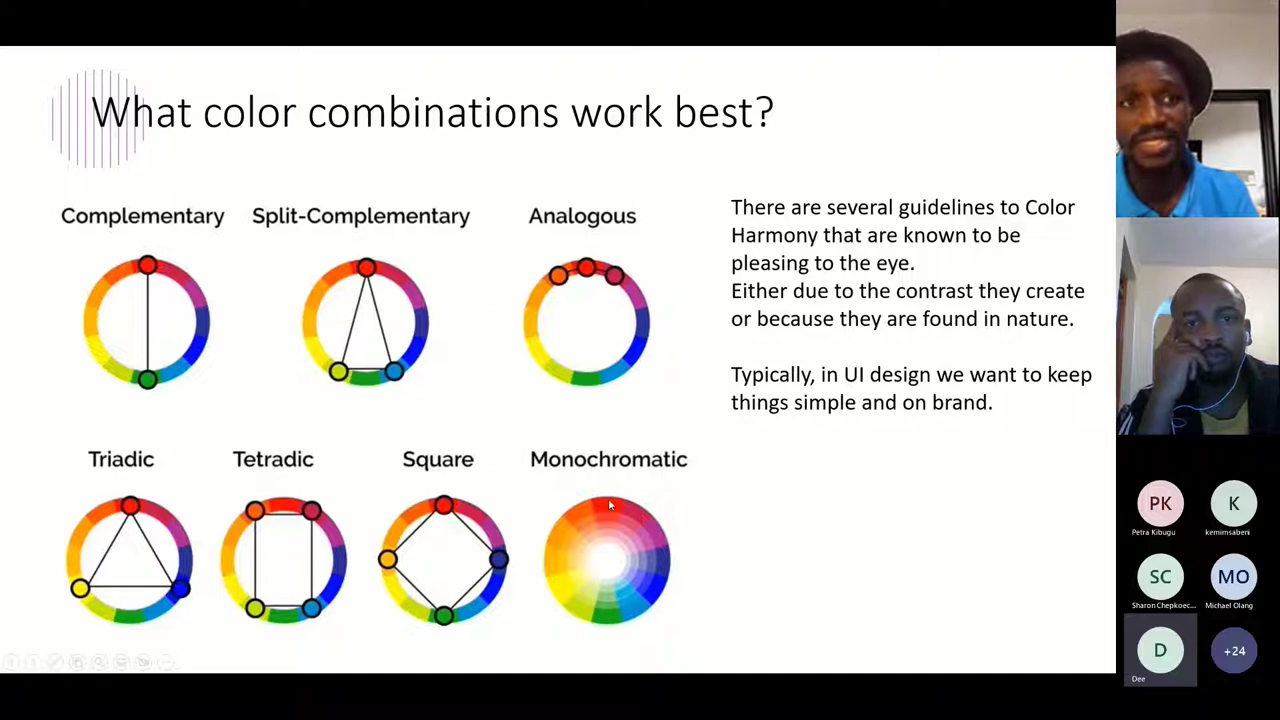 What color combinations work best?
Complementary
Split-Complementary
Analogous
There are several guidelines to Color
Harmony that are known to be
pleasing to the eye.
Either due to the contrast they create
or because they are found in nature.
Typically, in UI design we want to keep
things simple and on brand.
Triadic
Tetradic
Square
Monochromatic
PK
Petra Kibugu
K
kemimsabeni
SC
Sharon Chepkoec...
MO
Michael Olang
D
Dee
+24